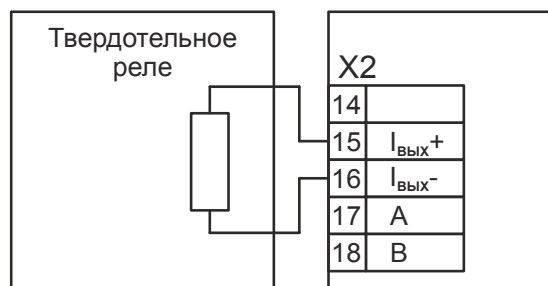 Твердотельное
реле
X2
14
15 Iвых+
16 Iвых-
17 A
18 B